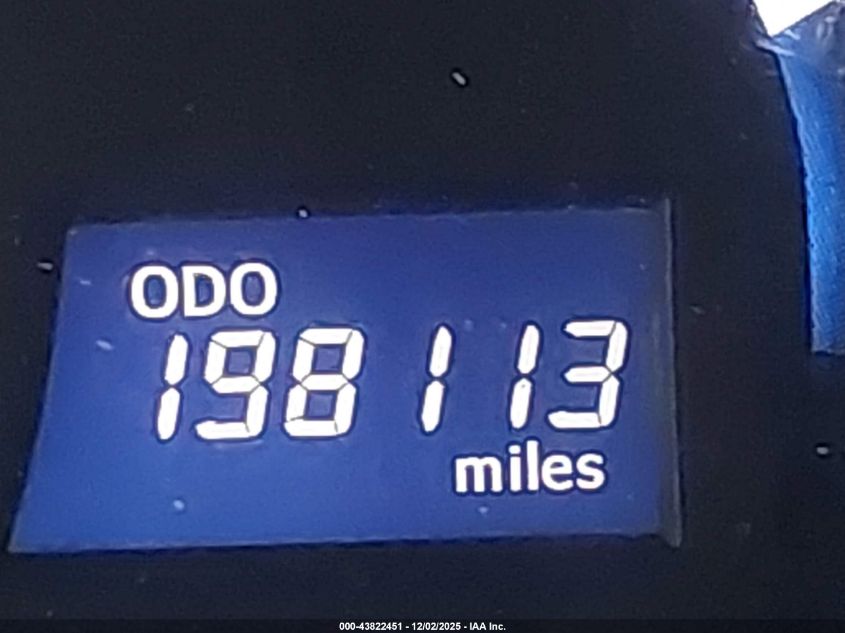 ODO
198113
miles
000-43822451 - 12/02/2025 - IAA Inc.